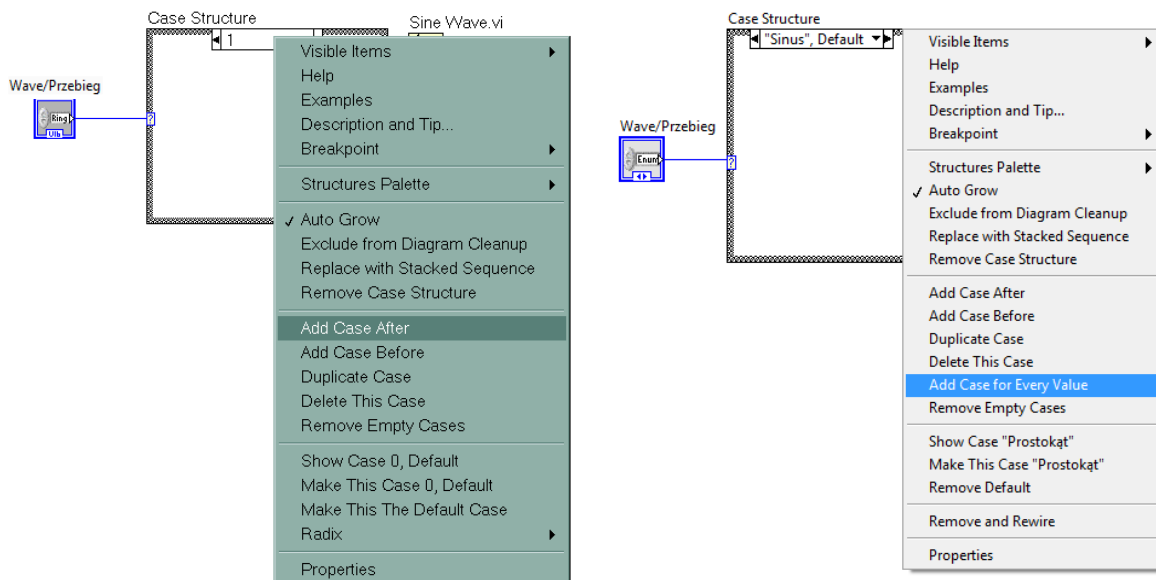 Case Structure
Sine Wave.vi
1
Wave/Przebieg
Ring
U16
?
Visible Items
Help
Examples
Description and Tip...
Breakpoint
Structures Palette
✓ Auto Grow
Exclude from Diagram Cleanup
Replace with Stacked Sequence
Remove Case Structure
Add Case After
Add Case Before
Duplicate Case
Delete This Case
Remove Empty Cases
Show Case 0, Default
Make This Case 0, Default
Make This The Default Case
Radix
Properties
Case Structure
"Sinus", Default
Wave/Przebieg
Enum
?
Visible Items
Help
Examples
Description and Tip...
Breakpoint
Structures Palette
✓ Auto Grow
Exclude from Diagram Cleanup
Replace with Stacked Sequence
Remove Case Structure
Add Case After
Add Case Before
Duplicate Case
Delete This Case
Add Case for Every Value
Remove Empty Cases
Show Case "Prostokąt"
Make This Case "Prostokąt"
Remove Default
Remove and Rewire
Properties